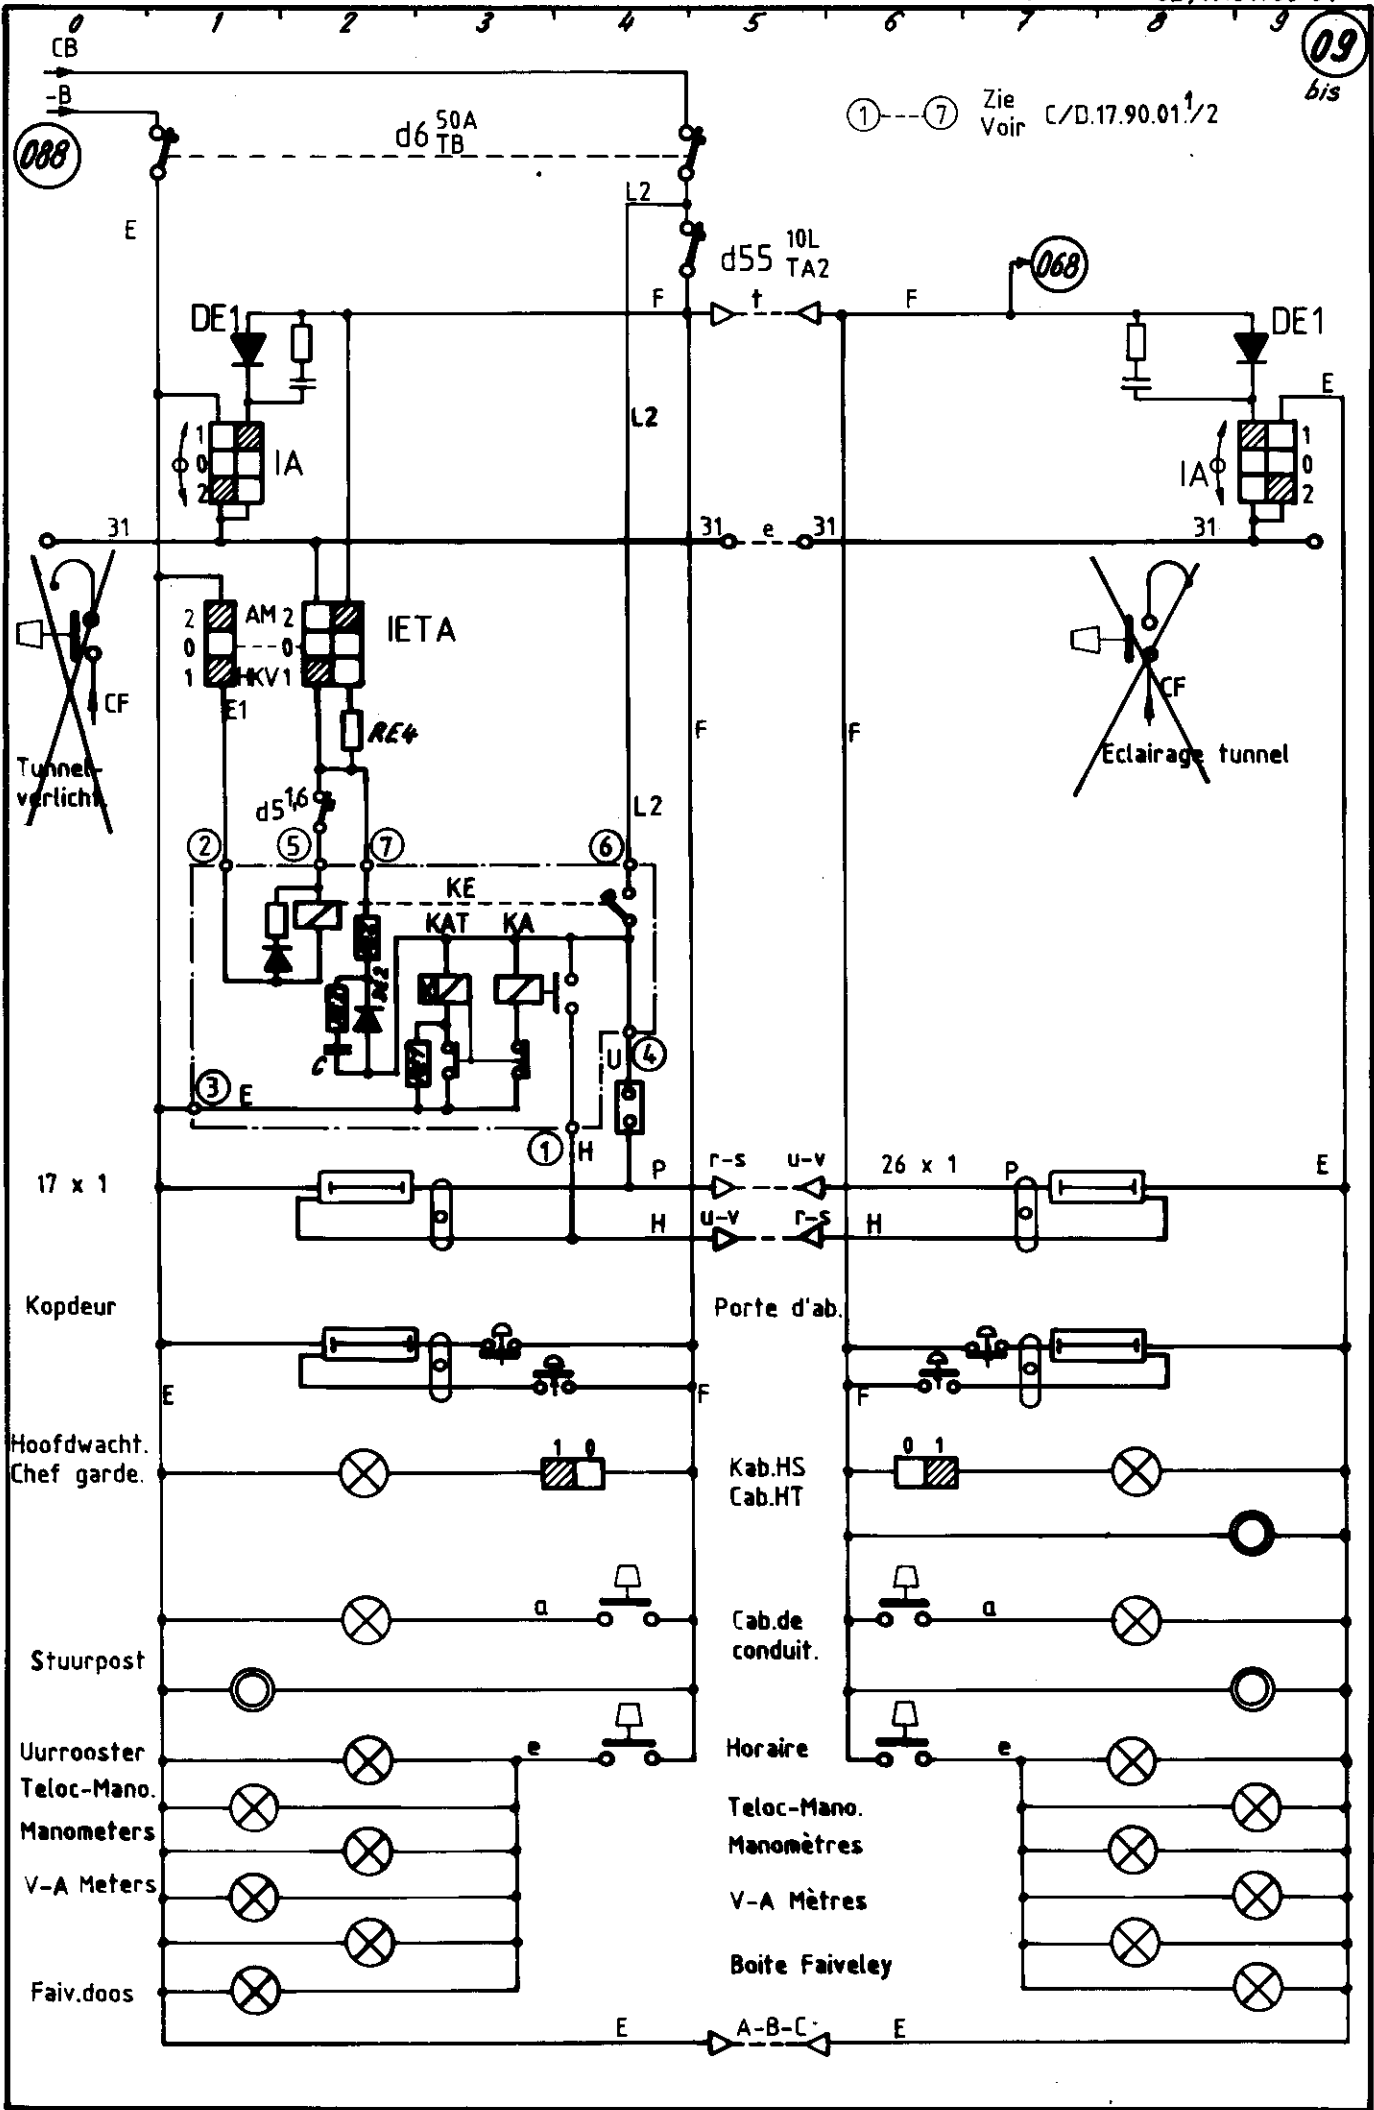 0 1 2 3 4 5 6 7 8 9
09
bis
CB
-B
088
d6 50A
TB
1 --- 7 Zie
Voir C/D.17.90.01.1/2
L2
E
d55 10L
TA2
068
F t F
DE1
DE1
E
L2
1
0
2
IA
IA
1
0
2
31
31 e 31
31
2 AM 2
0 0
1 HKV 1
IETA
CF
E1
RE4
F
F
CF
Tunnel-
verlicht.
Eclairage tunnel
d5 1,6
L2
2 5 7 6
KE
KAT KA
C
U 4
3 E
1 H
17 x 1
P r-s u-v 26 x 1 P E
H u-v r-s H
Kopdeur
Porte d'ab.
E
F
F
Hoofdwacht.
Chef garde.
1 0
0 1
Kab.HS
Cab.HT
a
a
Cab.de
conduit.
Stuurpost
Uurrooster
e
Horaire
e
Teloc-Mano.
Teloc-Mano.
Manometers
Manomètres
V-A Meters
V-A Mètres
Boite Faiveley
Faiv.doos
E A-B-C E